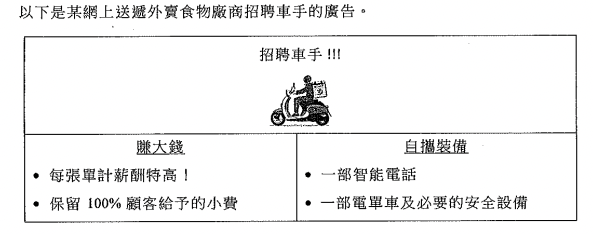 以下是某網上送遞外賣食物廠商招聘車手的廣告。
招聘車手 !!!
賺大錢
• 每張單計薪酬特高！
• 保留 100% 顧客給予的小費
自攜裝備
• 一部智能電話
• 一部電單車及必要的安全設備